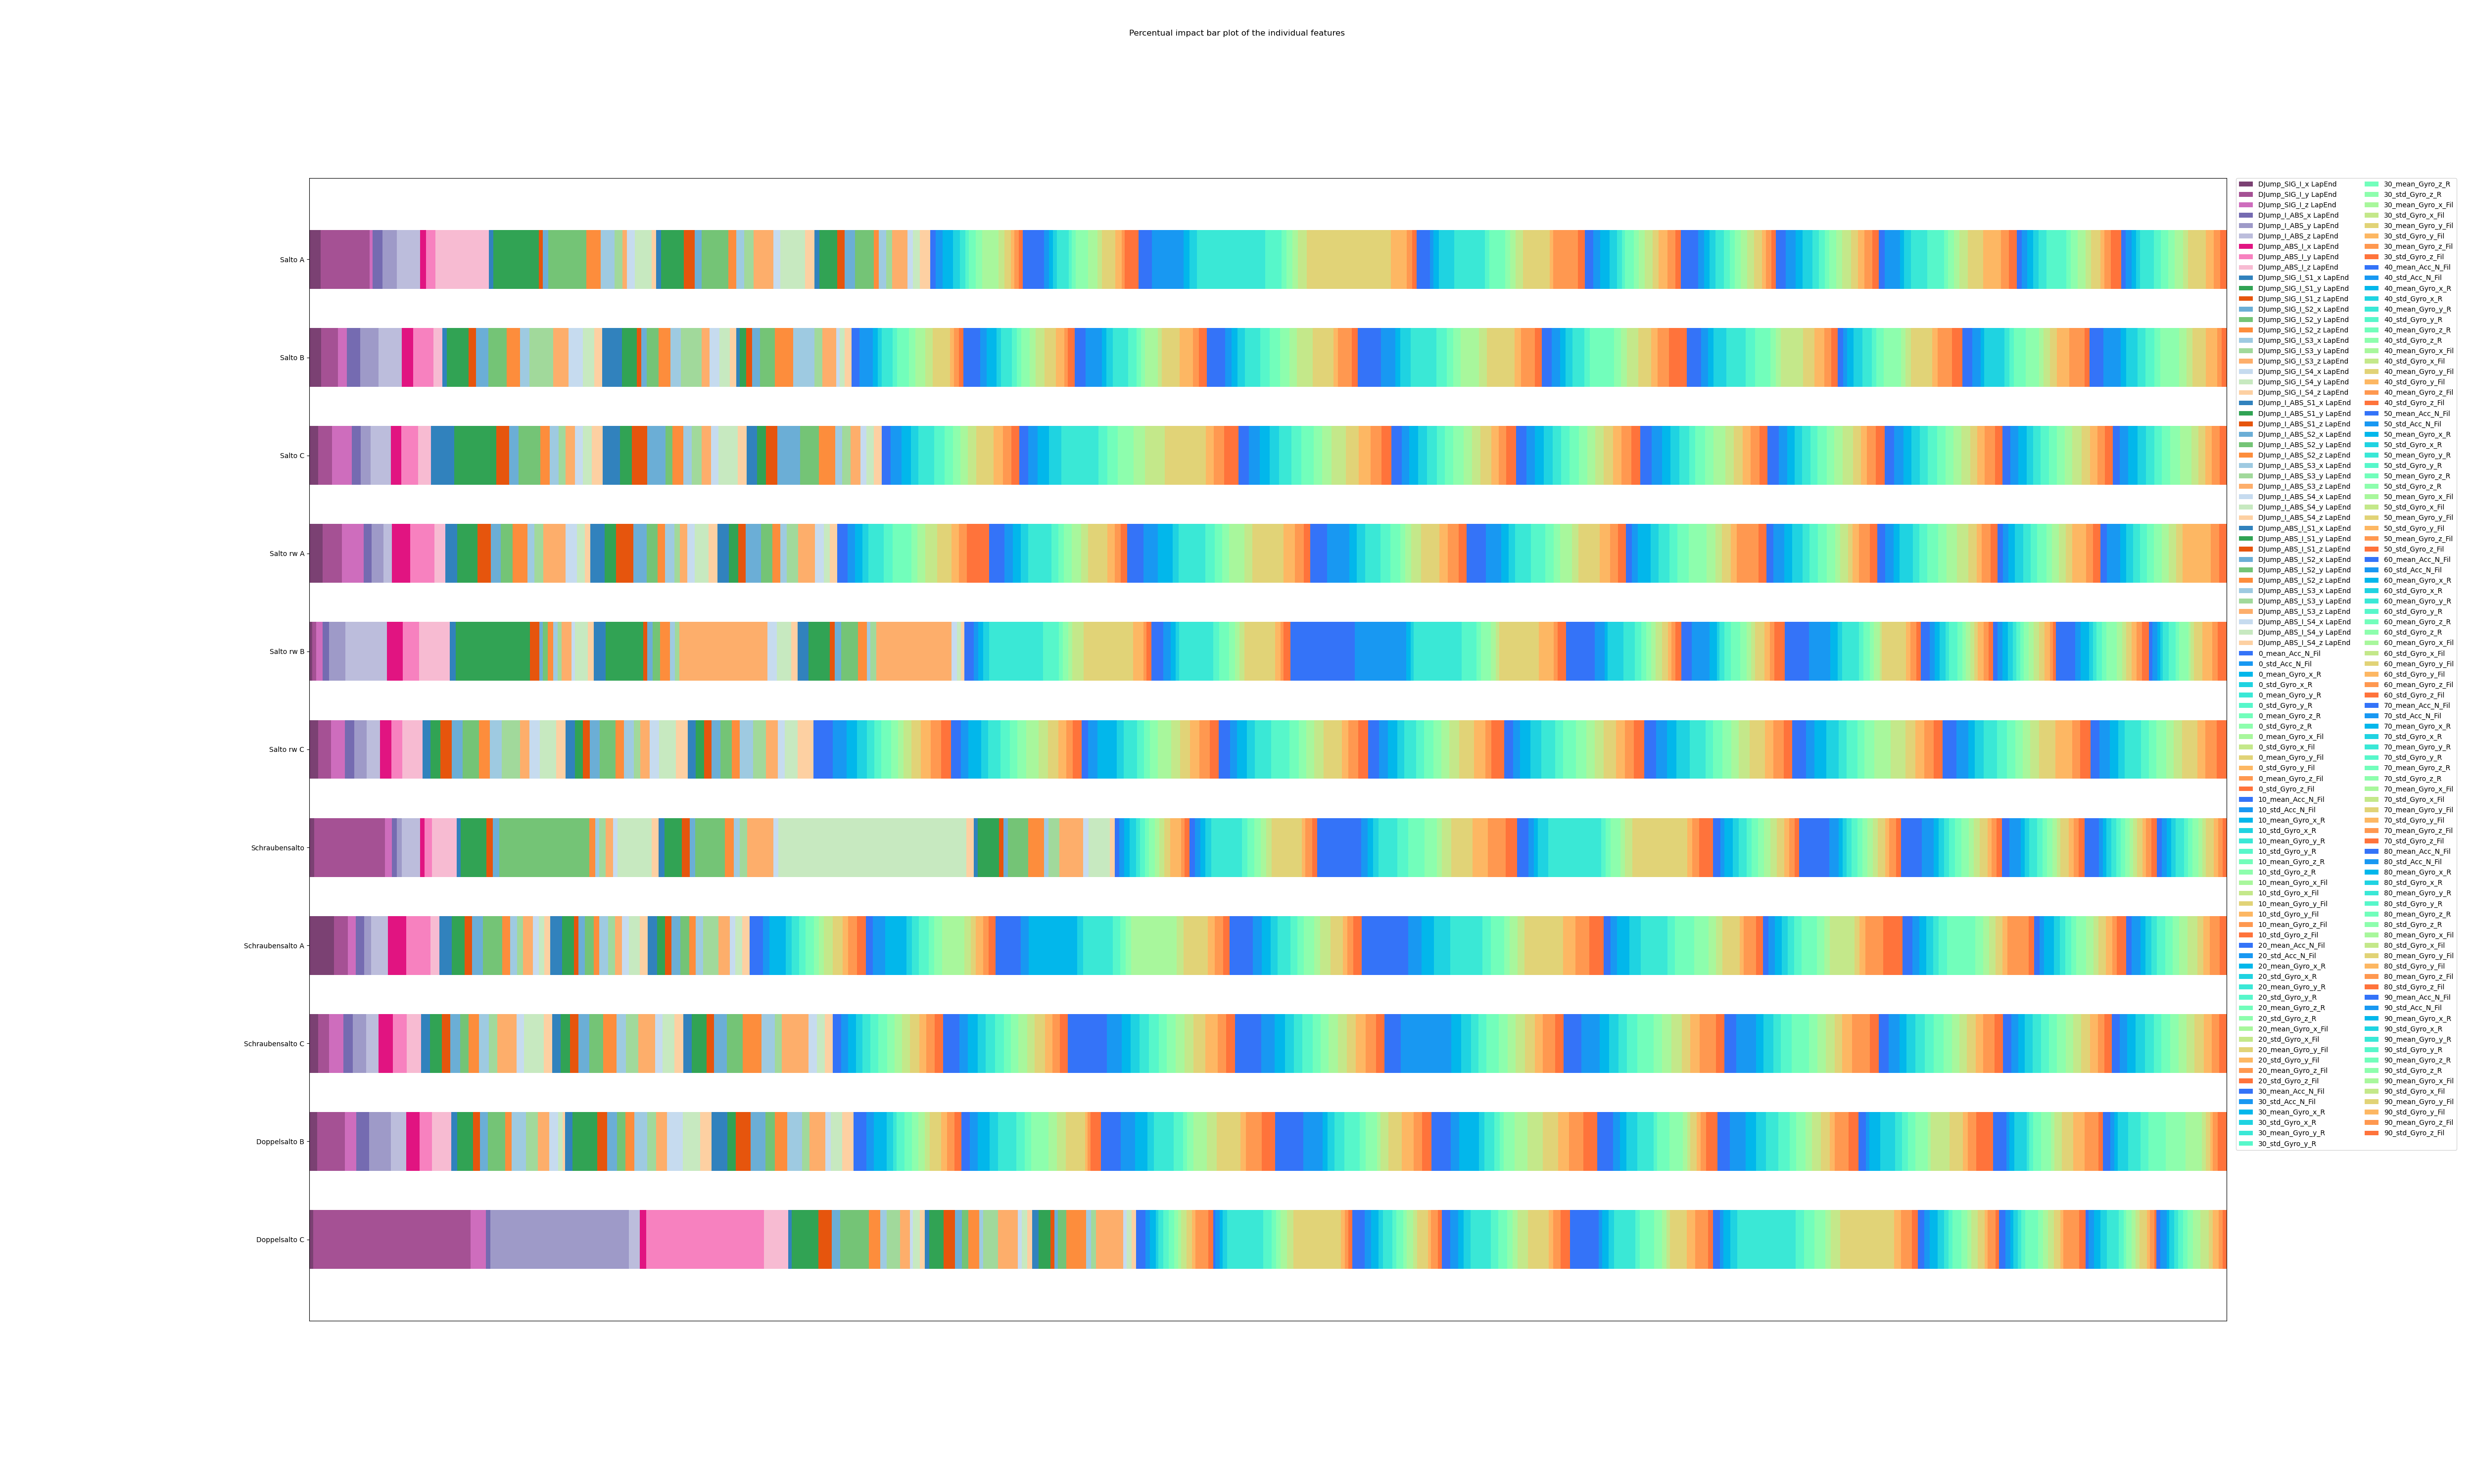 Percentual impact bar plot of the individual features
Salto A
Salto B
Salto C
Salto rw A
Salto rw B
Salto rw C
Schraubensalto
Schraubensalto A
Schraubensalto C
Doppelsalto B
Doppelsalto C
DJump_SIG_I_x LapEnd
DJump_SIG_I_y LapEnd
DJump_SIG_I_z LapEnd
DJump_I_ABS_x LapEnd
DJump_I_ABS_y LapEnd
DJump_I_ABS_z LapEnd
DJump_ABS_I_x LapEnd
DJump_ABS_I_y LapEnd
DJump_ABS_I_z LapEnd
DJump_SIG_I_S1_x LapEnd
DJump_SIG_I_S1_y LapEnd
DJump_SIG_I_S1_z LapEnd
DJump_SIG_I_S2_x LapEnd
DJump_SIG_I_S2_y LapEnd
DJump_SIG_I_S2_z LapEnd
DJump_SIG_I_S3_x LapEnd
DJump_SIG_I_S3_y LapEnd
DJump_SIG_I_S3_z LapEnd
DJump_SIG_I_S4_x LapEnd
DJump_SIG_I_S4_y LapEnd
DJump_SIG_I_S4_z LapEnd
DJump_I_ABS_S1_x LapEnd
DJump_I_ABS_S1_y LapEnd
DJump_I_ABS_S1_z LapEnd
DJump_I_ABS_S2_x LapEnd
DJump_I_ABS_S2_y LapEnd
DJump_I_ABS_S2_z LapEnd
DJump_I_ABS_S3_x LapEnd
DJump_I_ABS_S3_y LapEnd
DJump_I_ABS_S3_z LapEnd
DJump_I_ABS_S4_x LapEnd
DJump_I_ABS_S4_y LapEnd
DJump_I_ABS_S4_z LapEnd
DJump_ABS_I_S1_x LapEnd
DJump_ABS_I_S1_y LapEnd
DJump_ABS_I_S1_z LapEnd
DJump_ABS_I_S2_x LapEnd
DJump_ABS_I_S2_y LapEnd
DJump_ABS_I_S2_z LapEnd
DJump_ABS_I_S3_x LapEnd
DJump_ABS_I_S3_y LapEnd
DJump_ABS_I_S3_z LapEnd
DJump_ABS_I_S4_x LapEnd
DJump_ABS_I_S4_y LapEnd
DJump_ABS_I_S4_z LapEnd
0_mean_Acc_N_Fil
0_std_Acc_N_Fil
0_mean_Gyro_x_R
0_std_Gyro_x_R
0_mean_Gyro_y_R
0_std_Gyro_y_R
0_mean_Gyro_z_R
0_std_Gyro_z_R
0_mean_Gyro_x_Fil
0_std_Gyro_x_Fil
0_mean_Gyro_y_Fil
0_std_Gyro_y_Fil
0_mean_Gyro_z_Fil
0_std_Gyro_z_Fil
10_mean_Acc_N_Fil
10_std_Acc_N_Fil
10_mean_Gyro_x_R
10_std_Gyro_x_R
10_mean_Gyro_y_R
10_std_Gyro_y_R
10_mean_Gyro_z_R
10_std_Gyro_z_R
10_mean_Gyro_x_Fil
10_std_Gyro_x_Fil
10_mean_Gyro_y_Fil
10_std_Gyro_y_Fil
10_mean_Gyro_z_Fil
10_std_Gyro_z_Fil
20_mean_Acc_N_Fil
20_std_Acc_N_Fil
20_mean_Gyro_x_R
20_std_Gyro_x_R
20_mean_Gyro_y_R
20_std_Gyro_y_R
20_mean_Gyro_z_R
20_std_Gyro_z_R
20_mean_Gyro_x_Fil
20_std_Gyro_x_Fil
20_mean_Gyro_y_Fil
20_std_Gyro_y_Fil
20_mean_Gyro_z_Fil
20_std_Gyro_z_Fil
30_mean_Acc_N_Fil
30_std_Acc_N_Fil
30_mean_Gyro_x_R
30_std_Gyro_x_R
30_mean_Gyro_y_R
30_std_Gyro_y_R
30_mean_Gyro_z_R
30_std_Gyro_z_R
30_mean_Gyro_x_Fil
30_std_Gyro_x_Fil
30_mean_Gyro_y_Fil
30_std_Gyro_y_Fil
30_mean_Gyro_z_Fil
30_std_Gyro_z_Fil
40_mean_Acc_N_Fil
40_std_Acc_N_Fil
40_mean_Gyro_x_R
40_std_Gyro_x_R
40_mean_Gyro_y_R
40_std_Gyro_y_R
40_mean_Gyro_z_R
40_std_Gyro_z_R
40_mean_Gyro_x_Fil
40_std_Gyro_x_Fil
40_mean_Gyro_y_Fil
40_std_Gyro_y_Fil
40_mean_Gyro_z_Fil
40_std_Gyro_z_Fil
50_mean_Acc_N_Fil
50_std_Acc_N_Fil
50_mean_Gyro_x_R
50_std_Gyro_x_R
50_mean_Gyro_y_R
50_std_Gyro_y_R
50_mean_Gyro_z_R
50_std_Gyro_z_R
50_mean_Gyro_x_Fil
50_std_Gyro_x_Fil
50_mean_Gyro_y_Fil
50_std_Gyro_y_Fil
50_mean_Gyro_z_Fil
50_std_Gyro_z_Fil
60_mean_Acc_N_Fil
60_std_Acc_N_Fil
60_mean_Gyro_x_R
60_std_Gyro_x_R
60_mean_Gyro_y_R
60_std_Gyro_y_R
60_mean_Gyro_z_R
60_std_Gyro_z_R
60_mean_Gyro_x_Fil
60_std_Gyro_x_Fil
60_mean_Gyro_y_Fil
60_std_Gyro_y_Fil
60_mean_Gyro_z_Fil
60_std_Gyro_z_Fil
70_mean_Acc_N_Fil
70_std_Acc_N_Fil
70_mean_Gyro_x_R
70_std_Gyro_x_R
70_mean_Gyro_y_R
70_std_Gyro_y_R
70_mean_Gyro_z_R
70_std_Gyro_z_R
70_mean_Gyro_x_Fil
70_std_Gyro_x_Fil
70_mean_Gyro_y_Fil
70_std_Gyro_y_Fil
70_mean_Gyro_z_Fil
70_std_Gyro_z_Fil
80_mean_Acc_N_Fil
80_std_Acc_N_Fil
80_mean_Gyro_x_R
80_std_Gyro_x_R
80_mean_Gyro_y_R
80_std_Gyro_y_R
80_mean_Gyro_z_R
80_std_Gyro_z_R
80_mean_Gyro_x_Fil
80_std_Gyro_x_Fil
80_mean_Gyro_y_Fil
80_std_Gyro_y_Fil
80_mean_Gyro_z_Fil
80_std_Gyro_z_Fil
90_mean_Acc_N_Fil
90_std_Acc_N_Fil
90_mean_Gyro_x_R
90_std_Gyro_x_R
90_mean_Gyro_y_R
90_std_Gyro_y_R
90_mean_Gyro_z_R
90_std_Gyro_z_R
90_mean_Gyro_x_Fil
90_std_Gyro_x_Fil
90_mean_Gyro_y_Fil
90_std_Gyro_y_Fil
90_mean_Gyro_z_Fil
90_std_Gyro_z_Fil